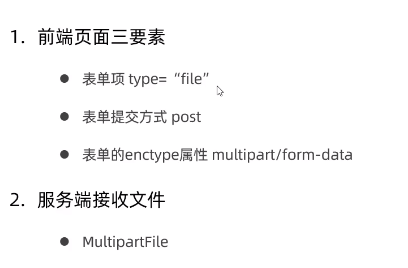 1. 前端页面三要素
● 表单项 type=“file”
● 表单提交方式 post
● 表单的enctype属性 multipart/form-data
2. 服务端接收文件
● MultipartFile